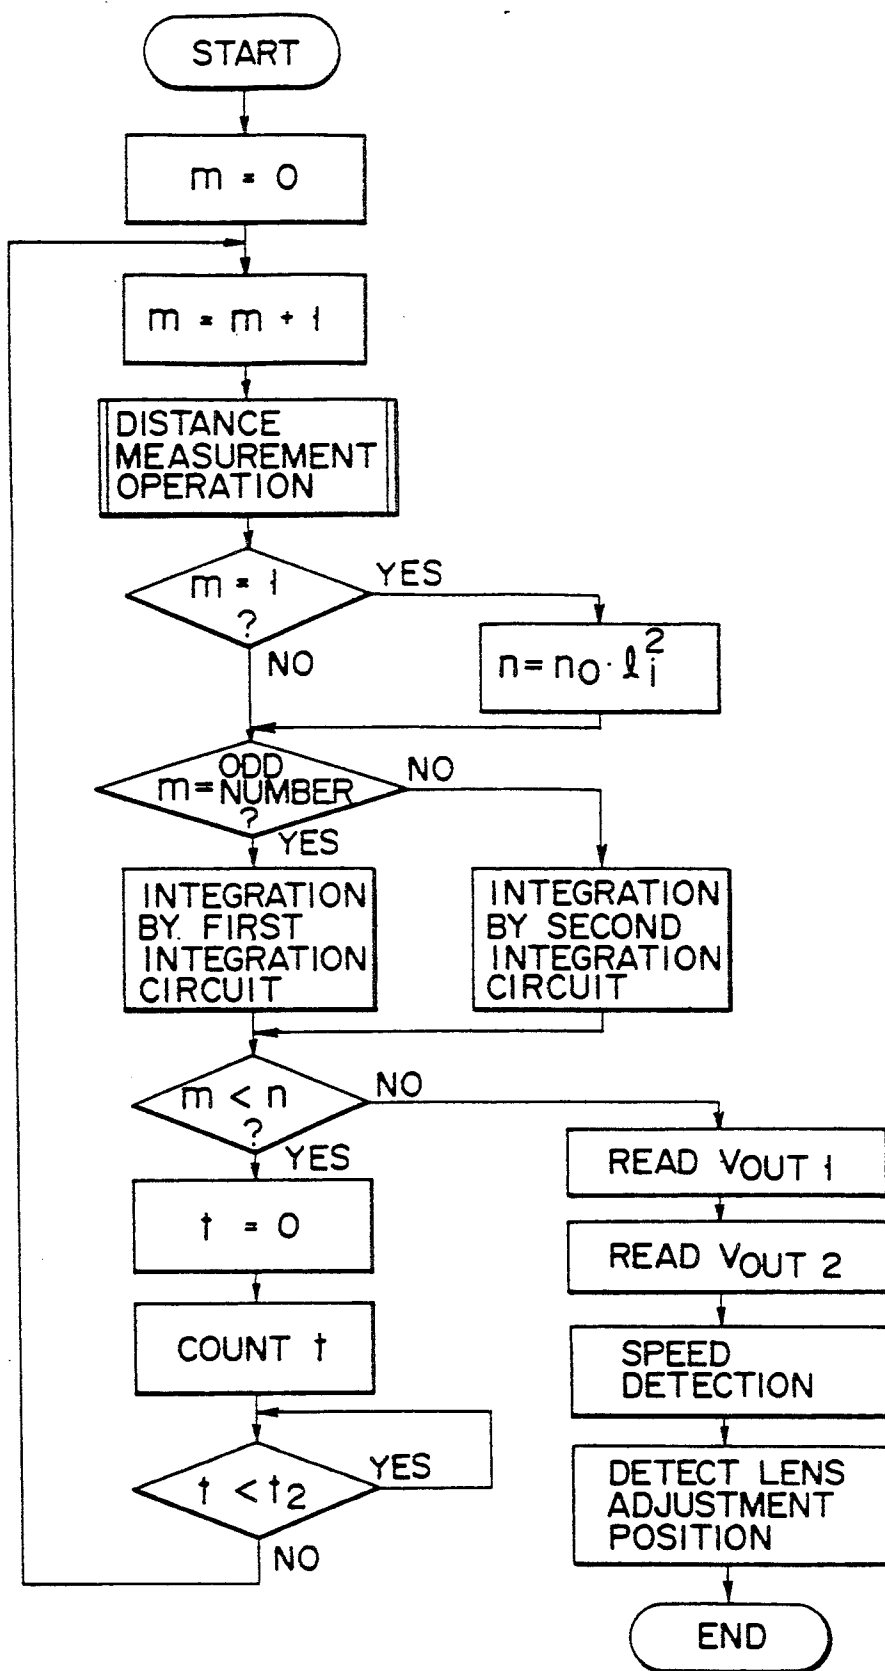 START
m = 0
m = m + 1
DISTANCE
MEASUREMENT
OPERATION
m = 1
?
YES
NO
n = n0 · ℓi²
m = ODD
NUMBER
?
NO
YES
INTEGRATION
BY FIRST
INTEGRATION
CIRCUIT
INTEGRATION
BY SECOND
INTEGRATION
CIRCUIT
m < n
?
NO
YES
READ VOUT 1
t = 0
READ VOUT 2
COUNT t
SPEED
DETECTION
t < t2
YES
NO
DETECT LENS
ADJUSTMENT
POSITION
END